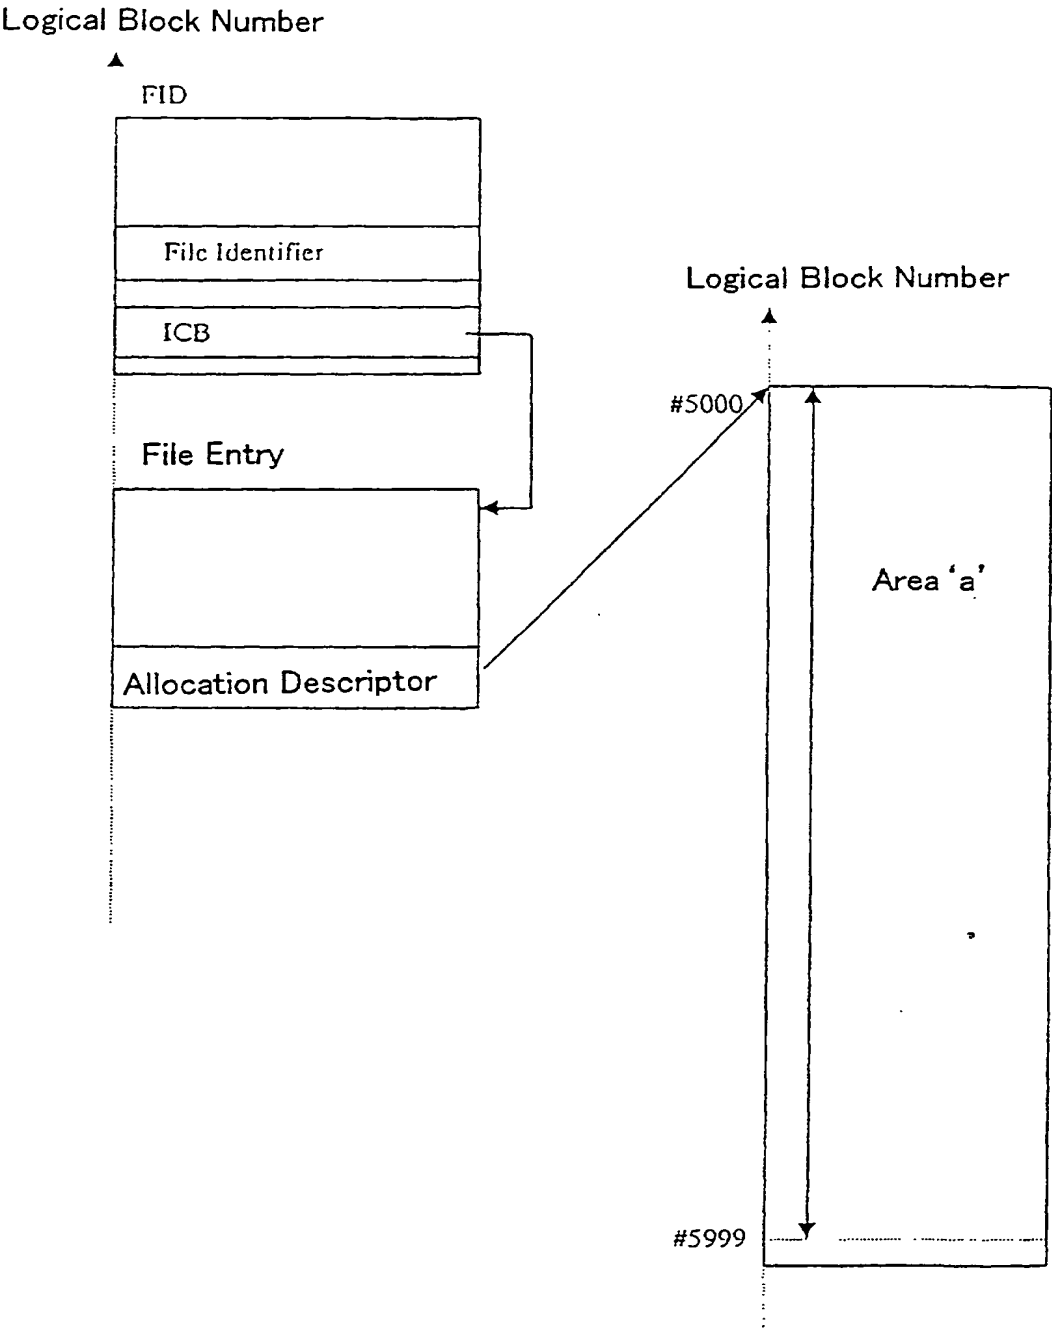 Logical Block Number
FID
File Identifier
ICB
File Entry
Allocation Descriptor
Logical Block Number
#5000
Area 'a'
#5999